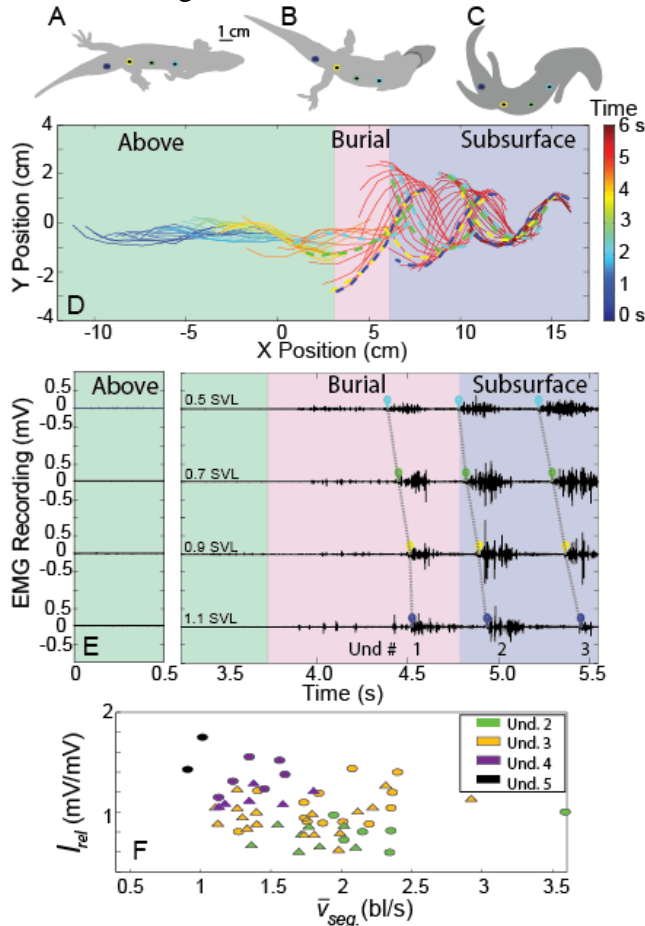 A
B
C
1 cm
Time
6 s
5
4
3
2
1
0 s
Above
Burial
Subsurface
4
2
0
-2
-4
Y Position (cm)
D
-10
-5
0
5
10
15
X Position (cm)
Above
Burial
Subsurface
EMG Recording (mV)
0.5
0
-0.5
0.5 SVL
0.5
0
-0.5
0.7 SVL
0.5
0
-0.5
0.9 SVL
0.5
0
-0.5
1.1 SVL
E
Und # 1 2 3
0
0.5
3.5
4.0
4.5
5.0
5.5
Time (s)
2
1
I rel (mV/mV)
Und. 2
Und. 3
Und. 4
Und. 5
F
0.5
1
1.5
2
2.5
3
3.5
v̄seg. (bl/s)